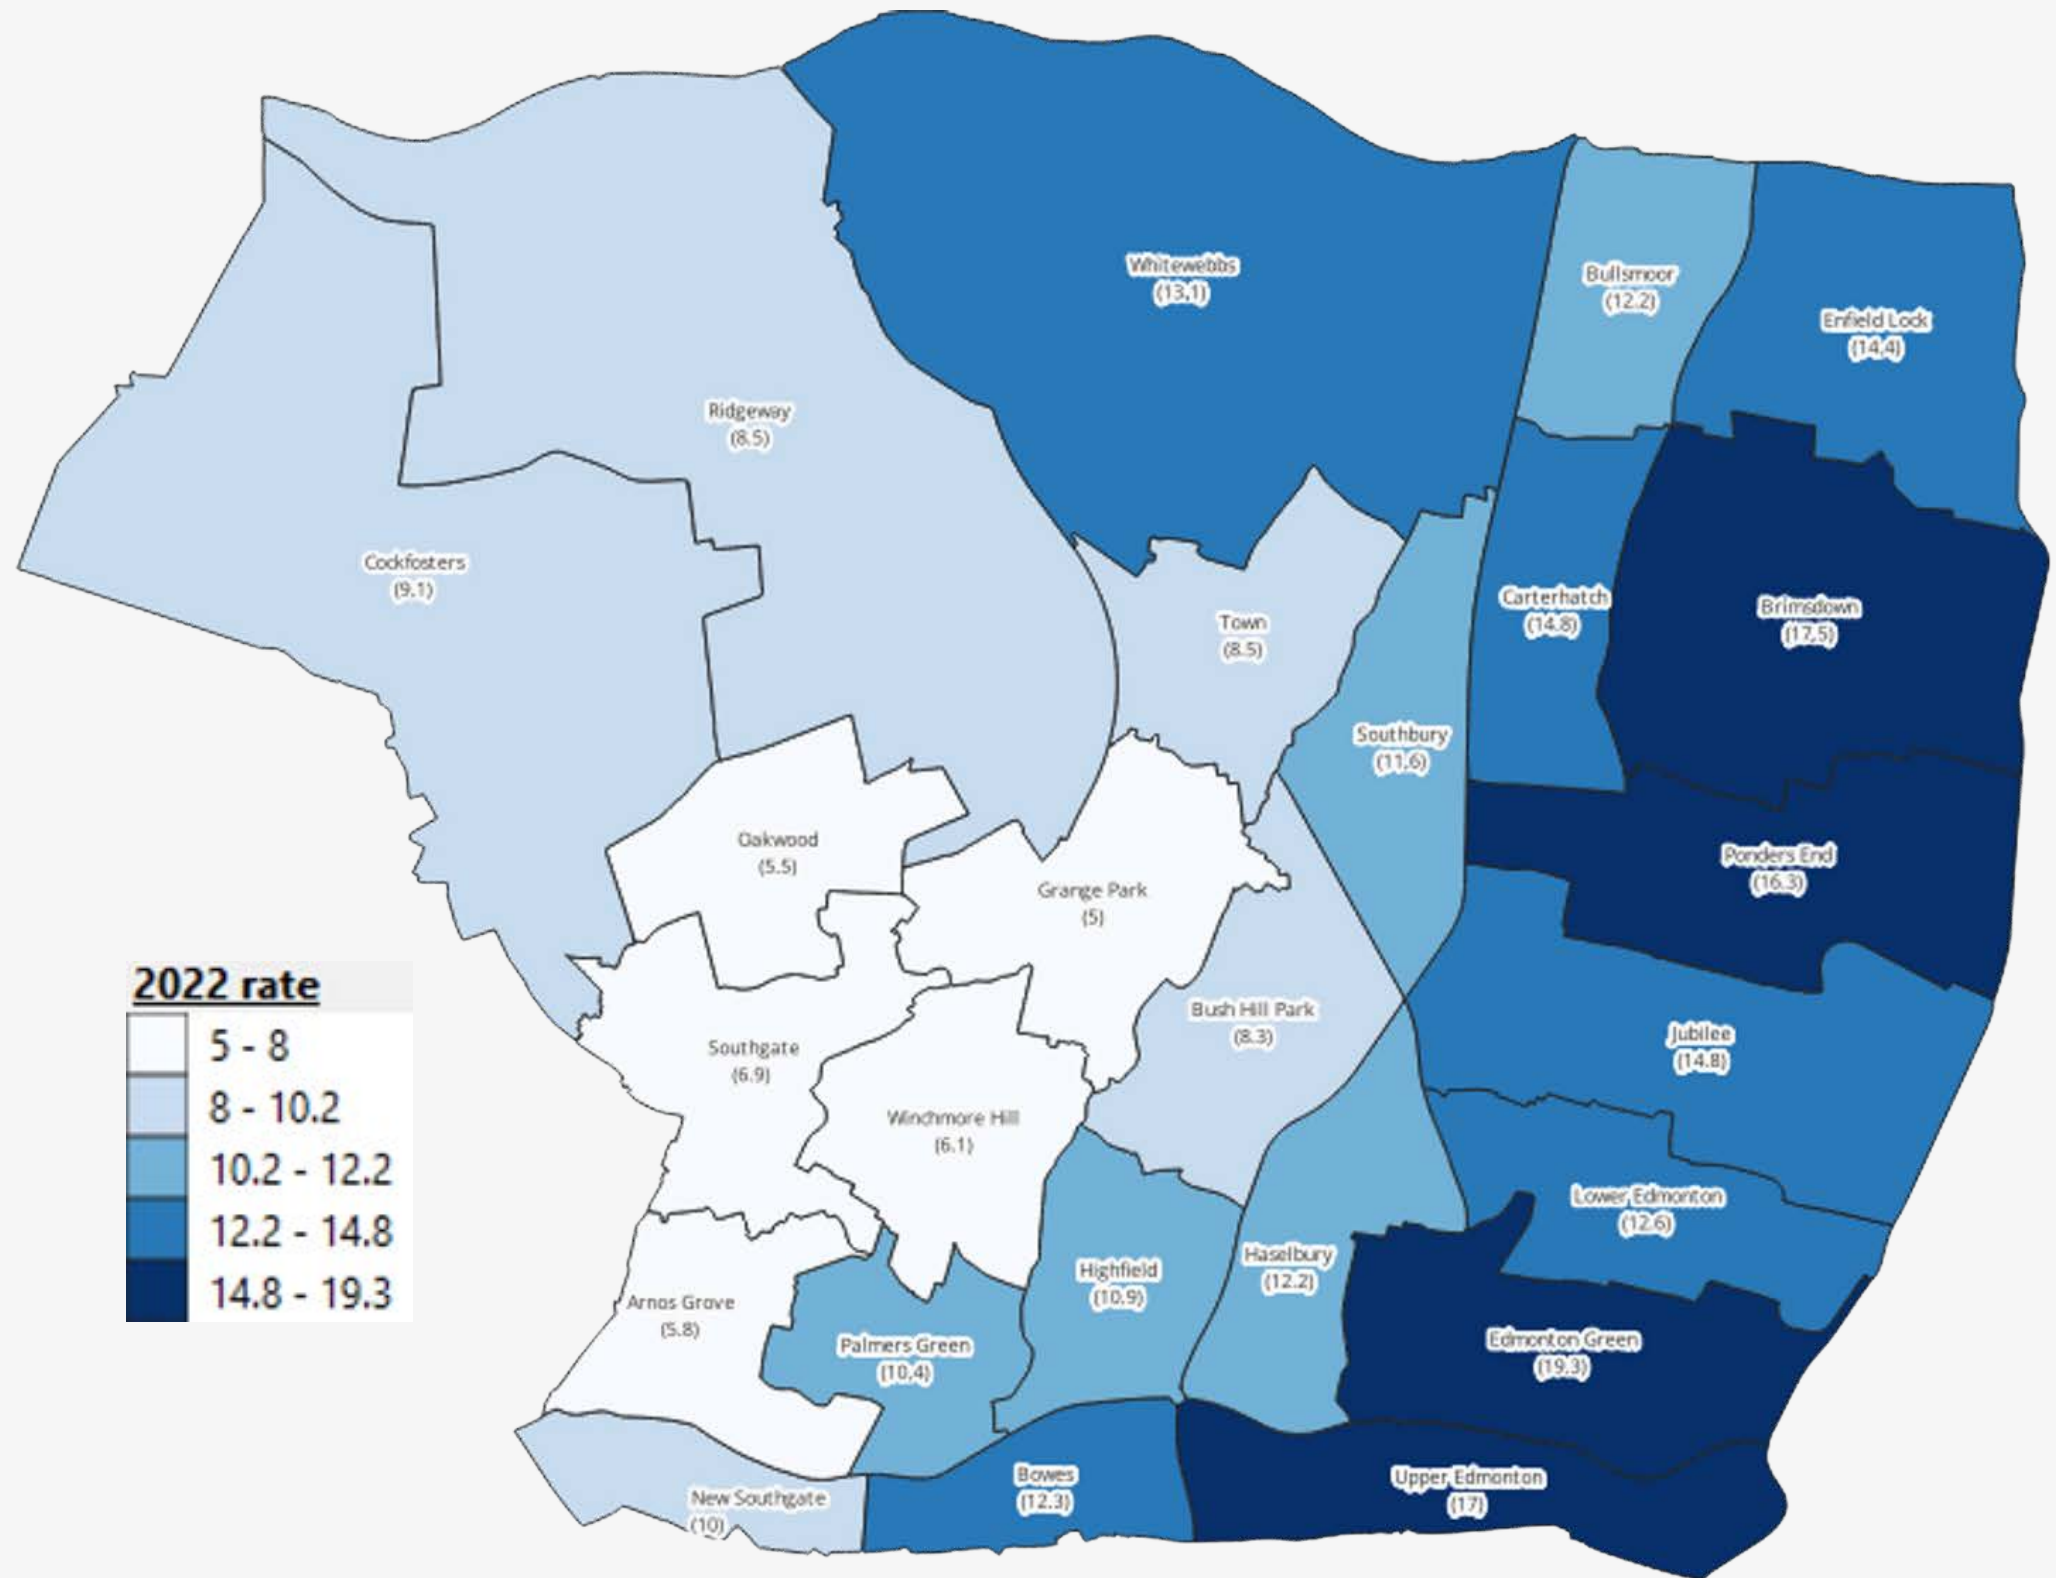 Whitewebbs
(13.1)
Bullsmoor
(12.2)
Enfield Lock
(14.4)
Ridgeway
(8.5)
Cockfosters
(9.1)
Town
(8.5)
Carterhatch
(14.8)
Brimsdown
(17.5)
Southbury
(11.6)
Oakwood
(5.5)
Grange Park
(5)
Ponders End
(16.3)
Bush Hill Park
(8.3)
Jubilee
(14.8)
Southgate
(6.9)
Winchmore Hill
(6.1)
Lower Edmonton
(12.6)
Haselbury
(12.2)
Highfield
(10.9)
Arnos Grove
(5.8)
Palmers Green
(10.4)
Edmonton Green
(19.3)
New Southgate
(10)
Bowes
(12.3)
Upper Edmonton
(17)
2022 rate
5 - 8
8 - 10.2
10.2 - 12.2
12.2 - 14.8
14.8 - 19.3